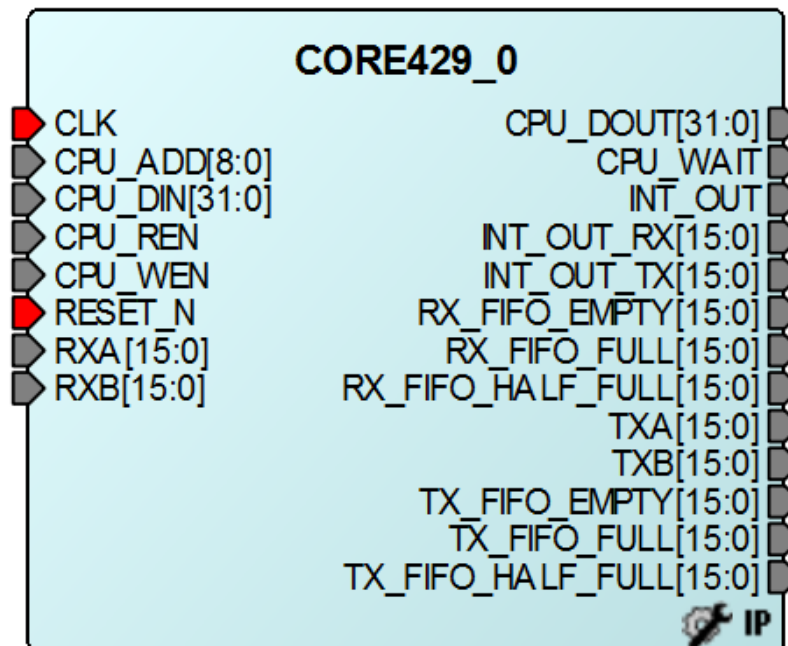 CORE429_0
CLK
CPU_ADD[8:0]
CPU_DIN[31:0]
CPU_REN
CPU_WEN
RESET_N
RXA[15:0]
RXB[15:0]
CPU_DOUT[31:0]
CPU_WAIT
INT_OUT
INT_OUT_RX[15:0]
INT_OUT_TX[15:0]
RX_FIFO_EMPTY[15:0]
RX_FIFO_FULL[15:0]
RX_FIFO_HALF_FULL[15:0]
TXA[15:0]
TXB[15:0]
TX_FIFO_EMPTY[15:0]
TX_FIFO_FULL[15:0]
TX_FIFO_HALF_FULL[15:0]
IP